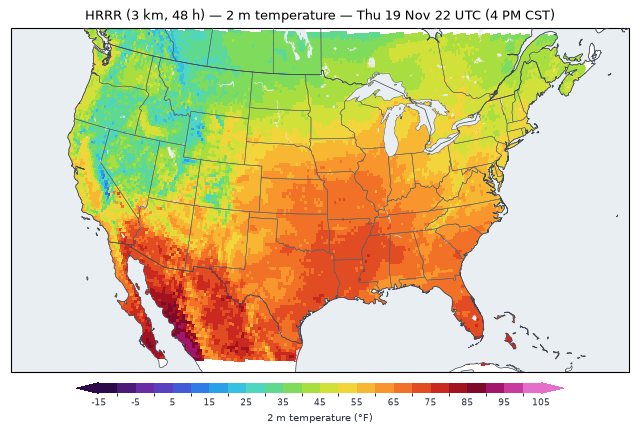 HRRR (3 km, 48 h) — 2 m temperature — Thu 19 Nov 22 UTC (4 PM CST)
-15 -5 5 15 25 35 45 55 65 75 85 95 105
2 m temperature (°F)